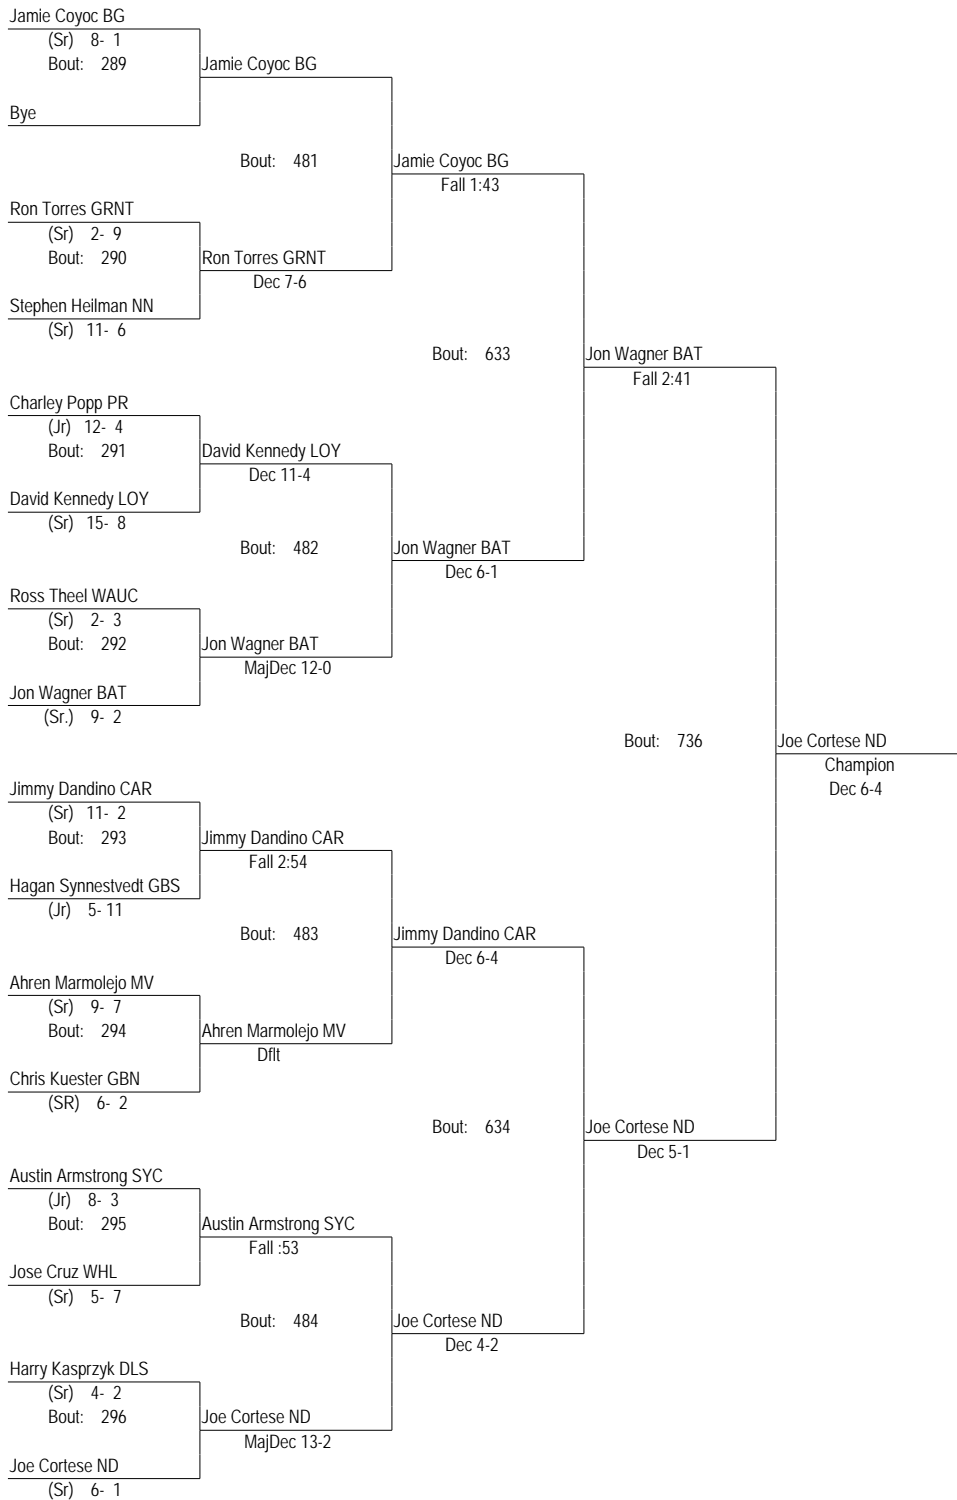 Jamie Coyoc BG
(Sr) 8- 1
Bout: 289
Jamie Coyoc BG
Bye
Bout: 481
Jamie Coyoc BG
Fall 1:43
Ron Torres GRNT
(Sr) 2- 9
Bout: 290
Ron Torres GRNT
Dec 7-6
Stephen Heilman NN
(Sr) 11- 6
Bout: 633
Jon Wagner BAT
Fall 2:41
Charley Popp PR
(Jr) 12- 4
Bout: 291
David Kennedy LOY
Dec 11-4
David Kennedy LOY
(Sr) 15- 8
Bout: 482
Jon Wagner BAT
Dec 6-1
Ross Theel WAUC
(Sr) 2- 3
Bout: 292
Jon Wagner BAT
MajDec 12-0
Jon Wagner BAT
(Sr.) 9- 2
Bout: 736
Joe Cortese ND
Champion
Dec 6-4
Jimmy Dandino CAR
(Sr) 11- 2
Bout: 293
Jimmy Dandino CAR
Fall 2:54
Hagan Synnestvedt GBS
(Jr) 5- 11
Bout: 483
Jimmy Dandino CAR
Dec 6-4
Ahren Marmolejo MV
(Sr) 9- 7
Bout: 294
Ahren Marmolejo MV
Dflt
Chris Kuester GBN
(SR) 6- 2
Bout: 634
Joe Cortese ND
Dec 5-1
Austin Armstrong SYC
(Jr) 8- 3
Bout: 295
Austin Armstrong SYC
Fall :53
Jose Cruz WHL
(Sr) 5- 7
Bout: 484
Joe Cortese ND
Dec 4-2
Harry Kasprzyk DLS
(Sr) 4- 2
Bout: 296
Joe Cortese ND
MajDec 13-2
Joe Cortese ND
(Sr) 6- 1